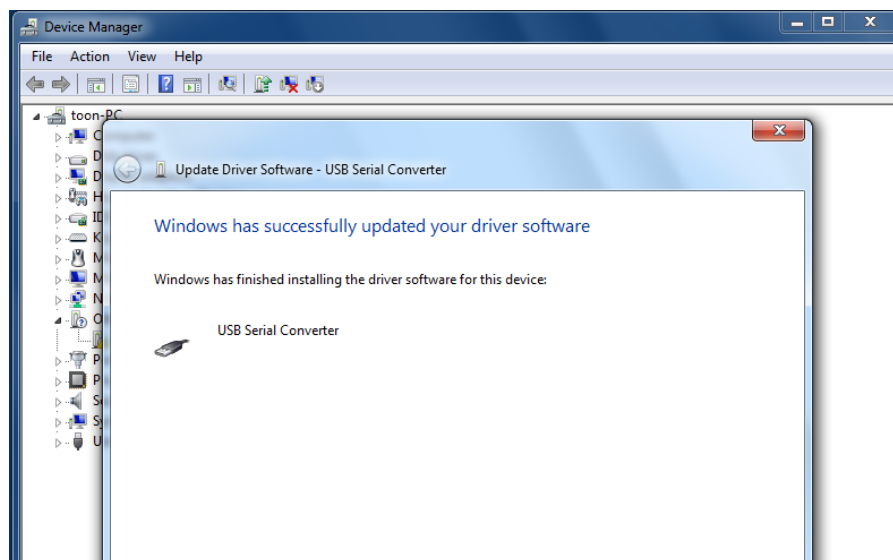 Device Manager
File Action View Help
toon-PC
Update Driver Software - USB Serial Converter
Windows has successfully updated your driver software
Windows has finished installing the driver software for this device:
USB Serial Converter